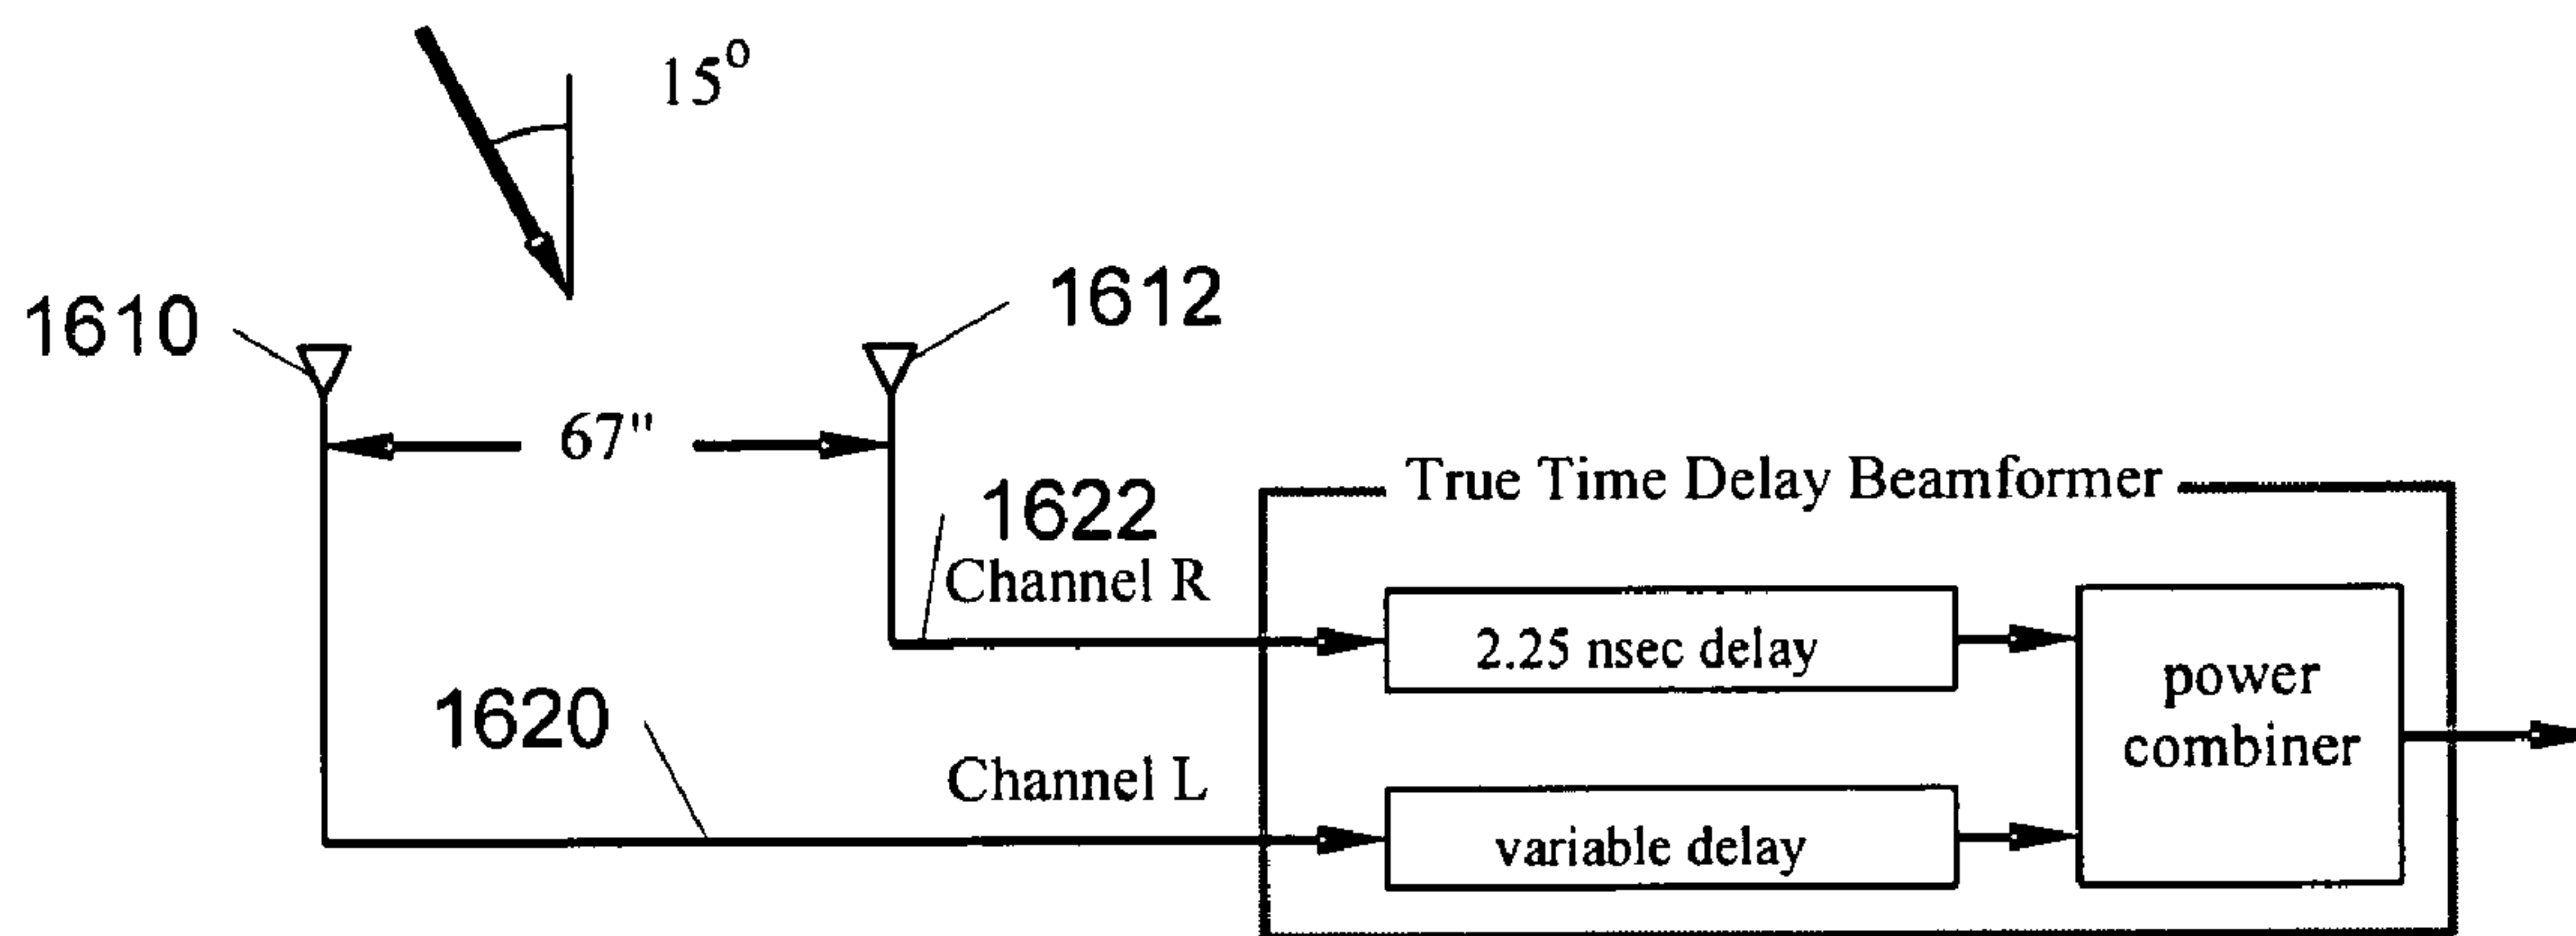 15°
1610
1612
67"
1622
Channel R
True Time Delay Beamformer
2.25 nsec delay
power
combiner
1620
Channel L
variable delay